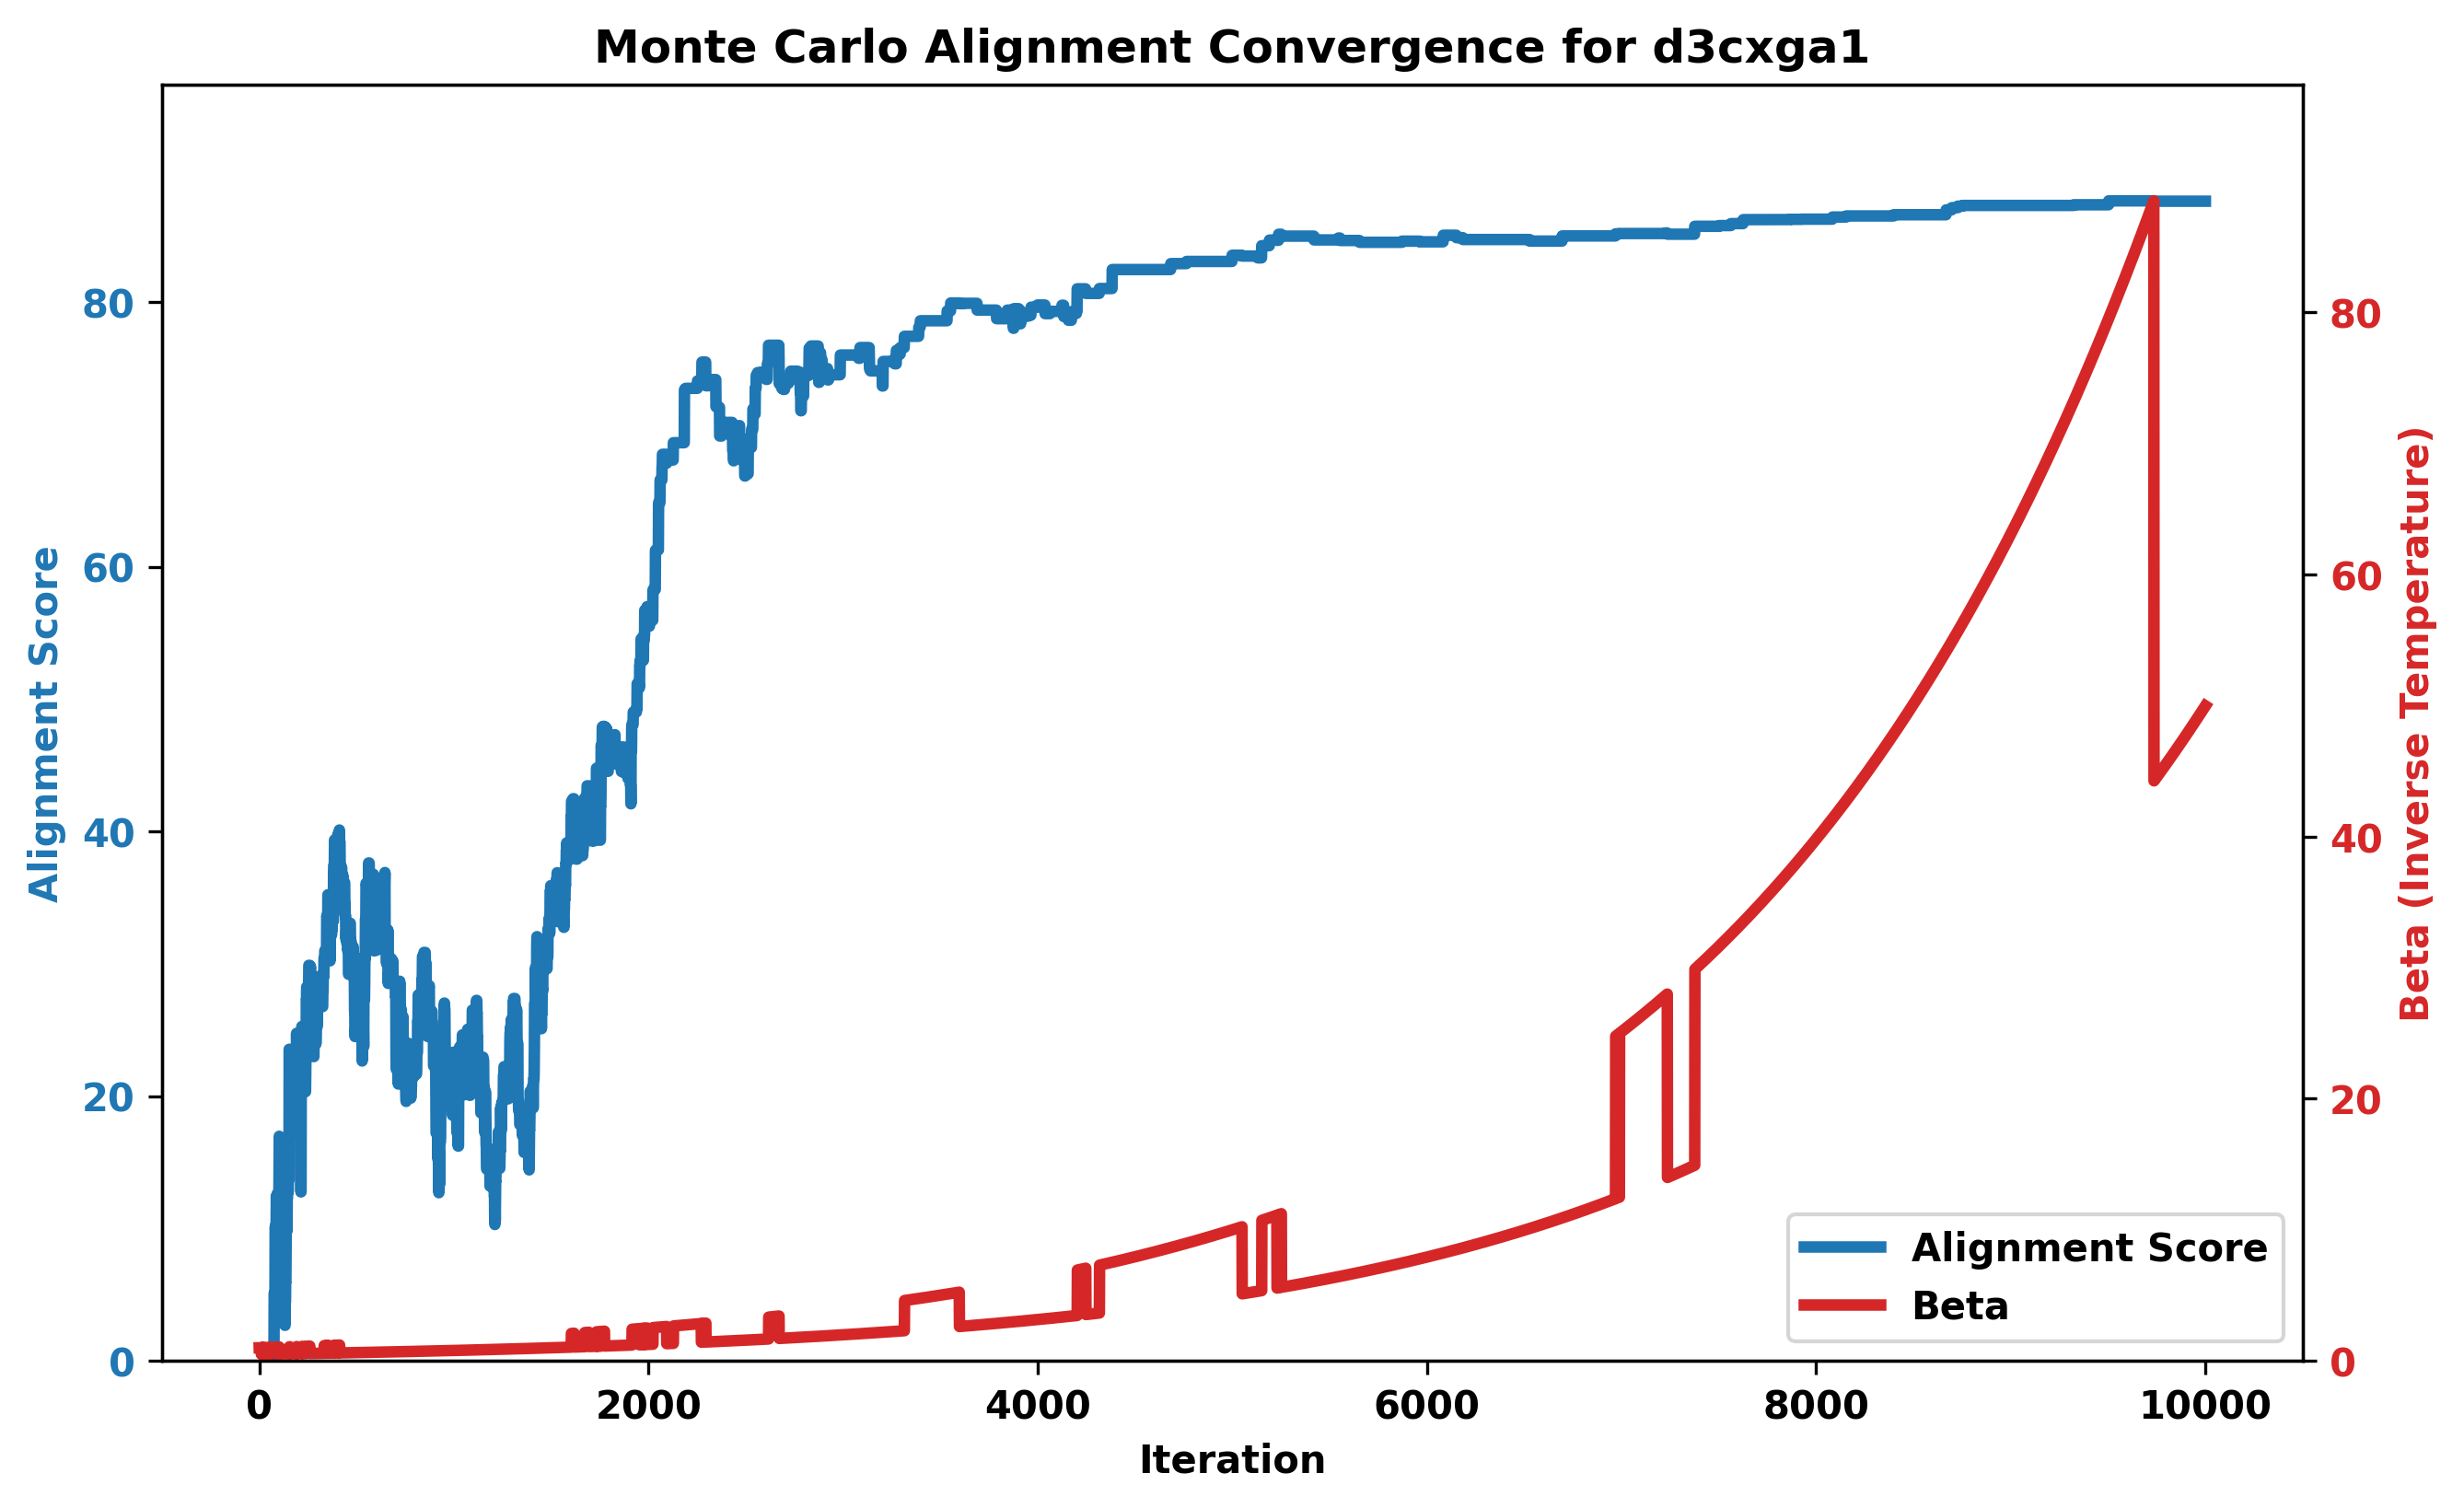 Monte Carlo Alignment Convergence for d3cxga1
Alignment Score
80
60
40
20
0
80
60
40
20
0
Beta (Inverse Temperature)
Alignment Score
Beta
0 2000 4000 6000 8000 10000
Iteration